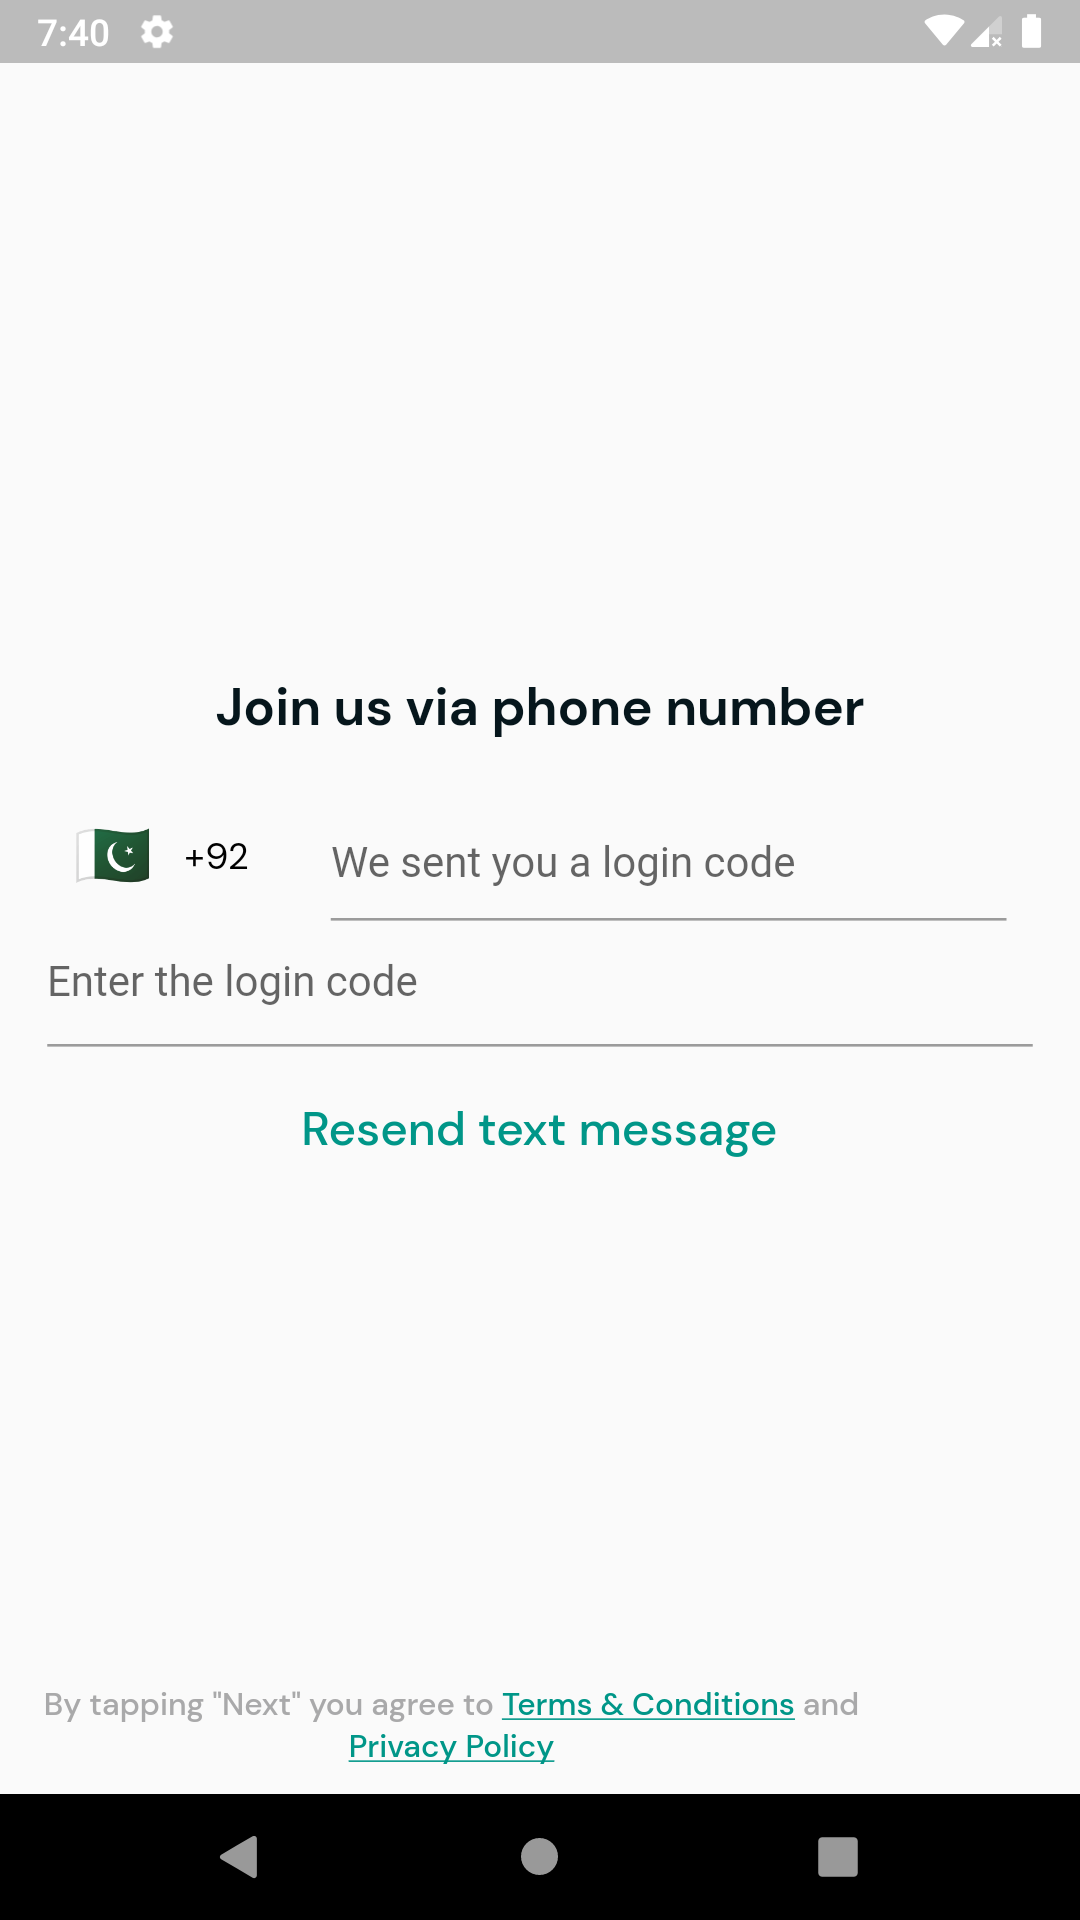 7:40
Join us via phone number
+92
We sent you a login code
Enter the login code
Resend text message
By tapping "Next" you agree to Terms & Conditions and
Privacy Policy